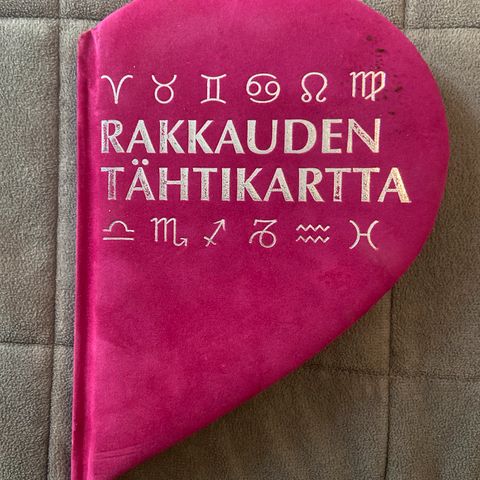 ♈ ♉ ♊ ♋ ♌ ♍
RAKKAUDEN
TÄHTIKARTTA
♎ ♏ ♐ ♑ ♒ ♓